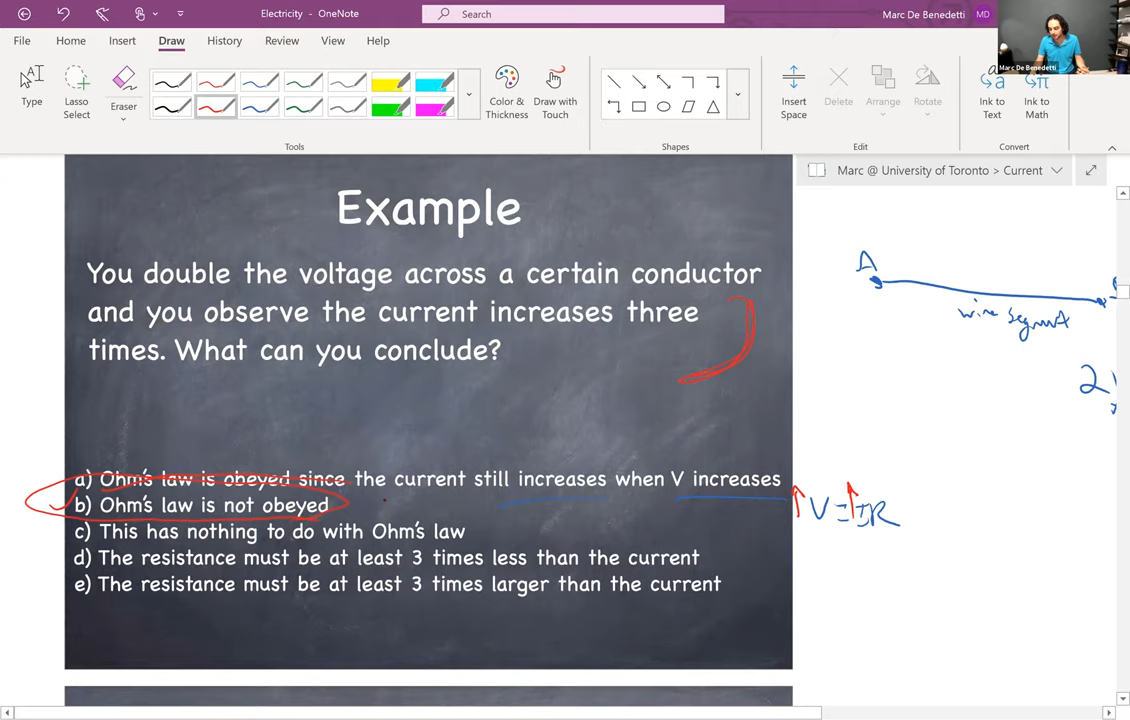 Electricity - OneNote
Search
Marc De Benedetti
MD
File
Home
Insert
Draw
History
Review
View
Help
Marc De Benedetti
Type
Lasso
Select
Eraser
Color &
Thickness
Draw with
Touch
Insert
Space
Delete
Arrange
Rotate
Ink to
Text
Ink to
Math
Tools
Shapes
Edit
Convert
Marc @ University of Toronto > Current
Example
You double the voltage across a certain conductor
and you observe the current increases three
times. What can you conclude?
a) Ohm's law is obeyed since the current still increases when V increases
b) Ohm's law is not obeyed
c) This has nothing to do with Ohm's law
d) The resistance must be at least 3 times less than the current
e) The resistance must be at least 3 times larger than the current
A
wire segment
2
V = IR